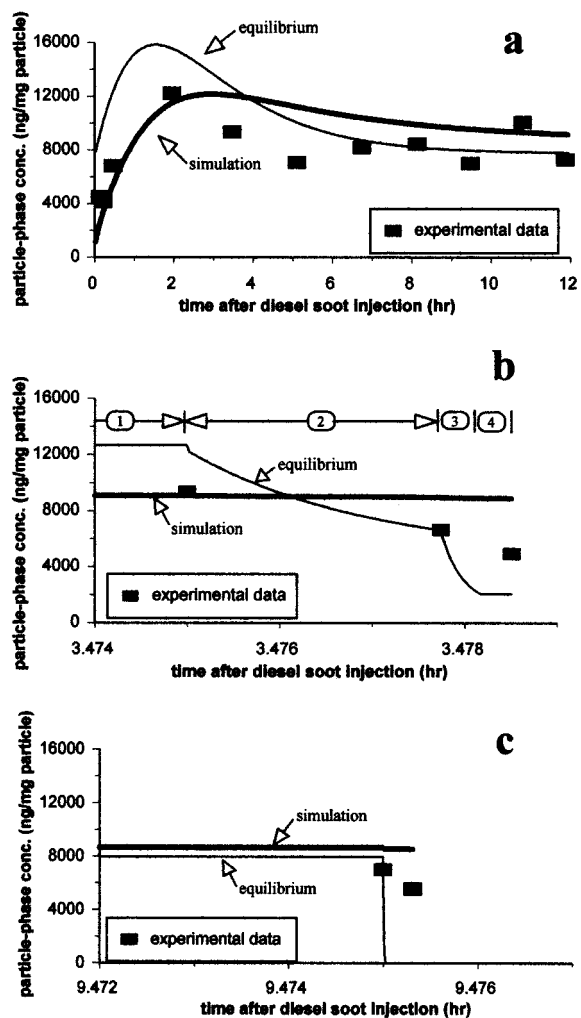 a
particle-phase conc. (ng/mg particle)
16000
12000
8000
4000
0
equilibrium
simulation
experimental data
0 2 4 6 8 10 12
time after diesel soot injection (hr)
b
particle-phase conc. (ng/mg particle)
16000
12000
8000
4000
0
1 2 3 4
equilibrium
simulation
experimental data
3.474 3.476 3.478
time after diesel soot injection (hr)
c
particle-phase conc. (ng/mg particle)
16000
12000
8000
4000
0
simulation
equilibrium
experimental data
9.472 9.474 9.476
time after diesel soot injection (hr)